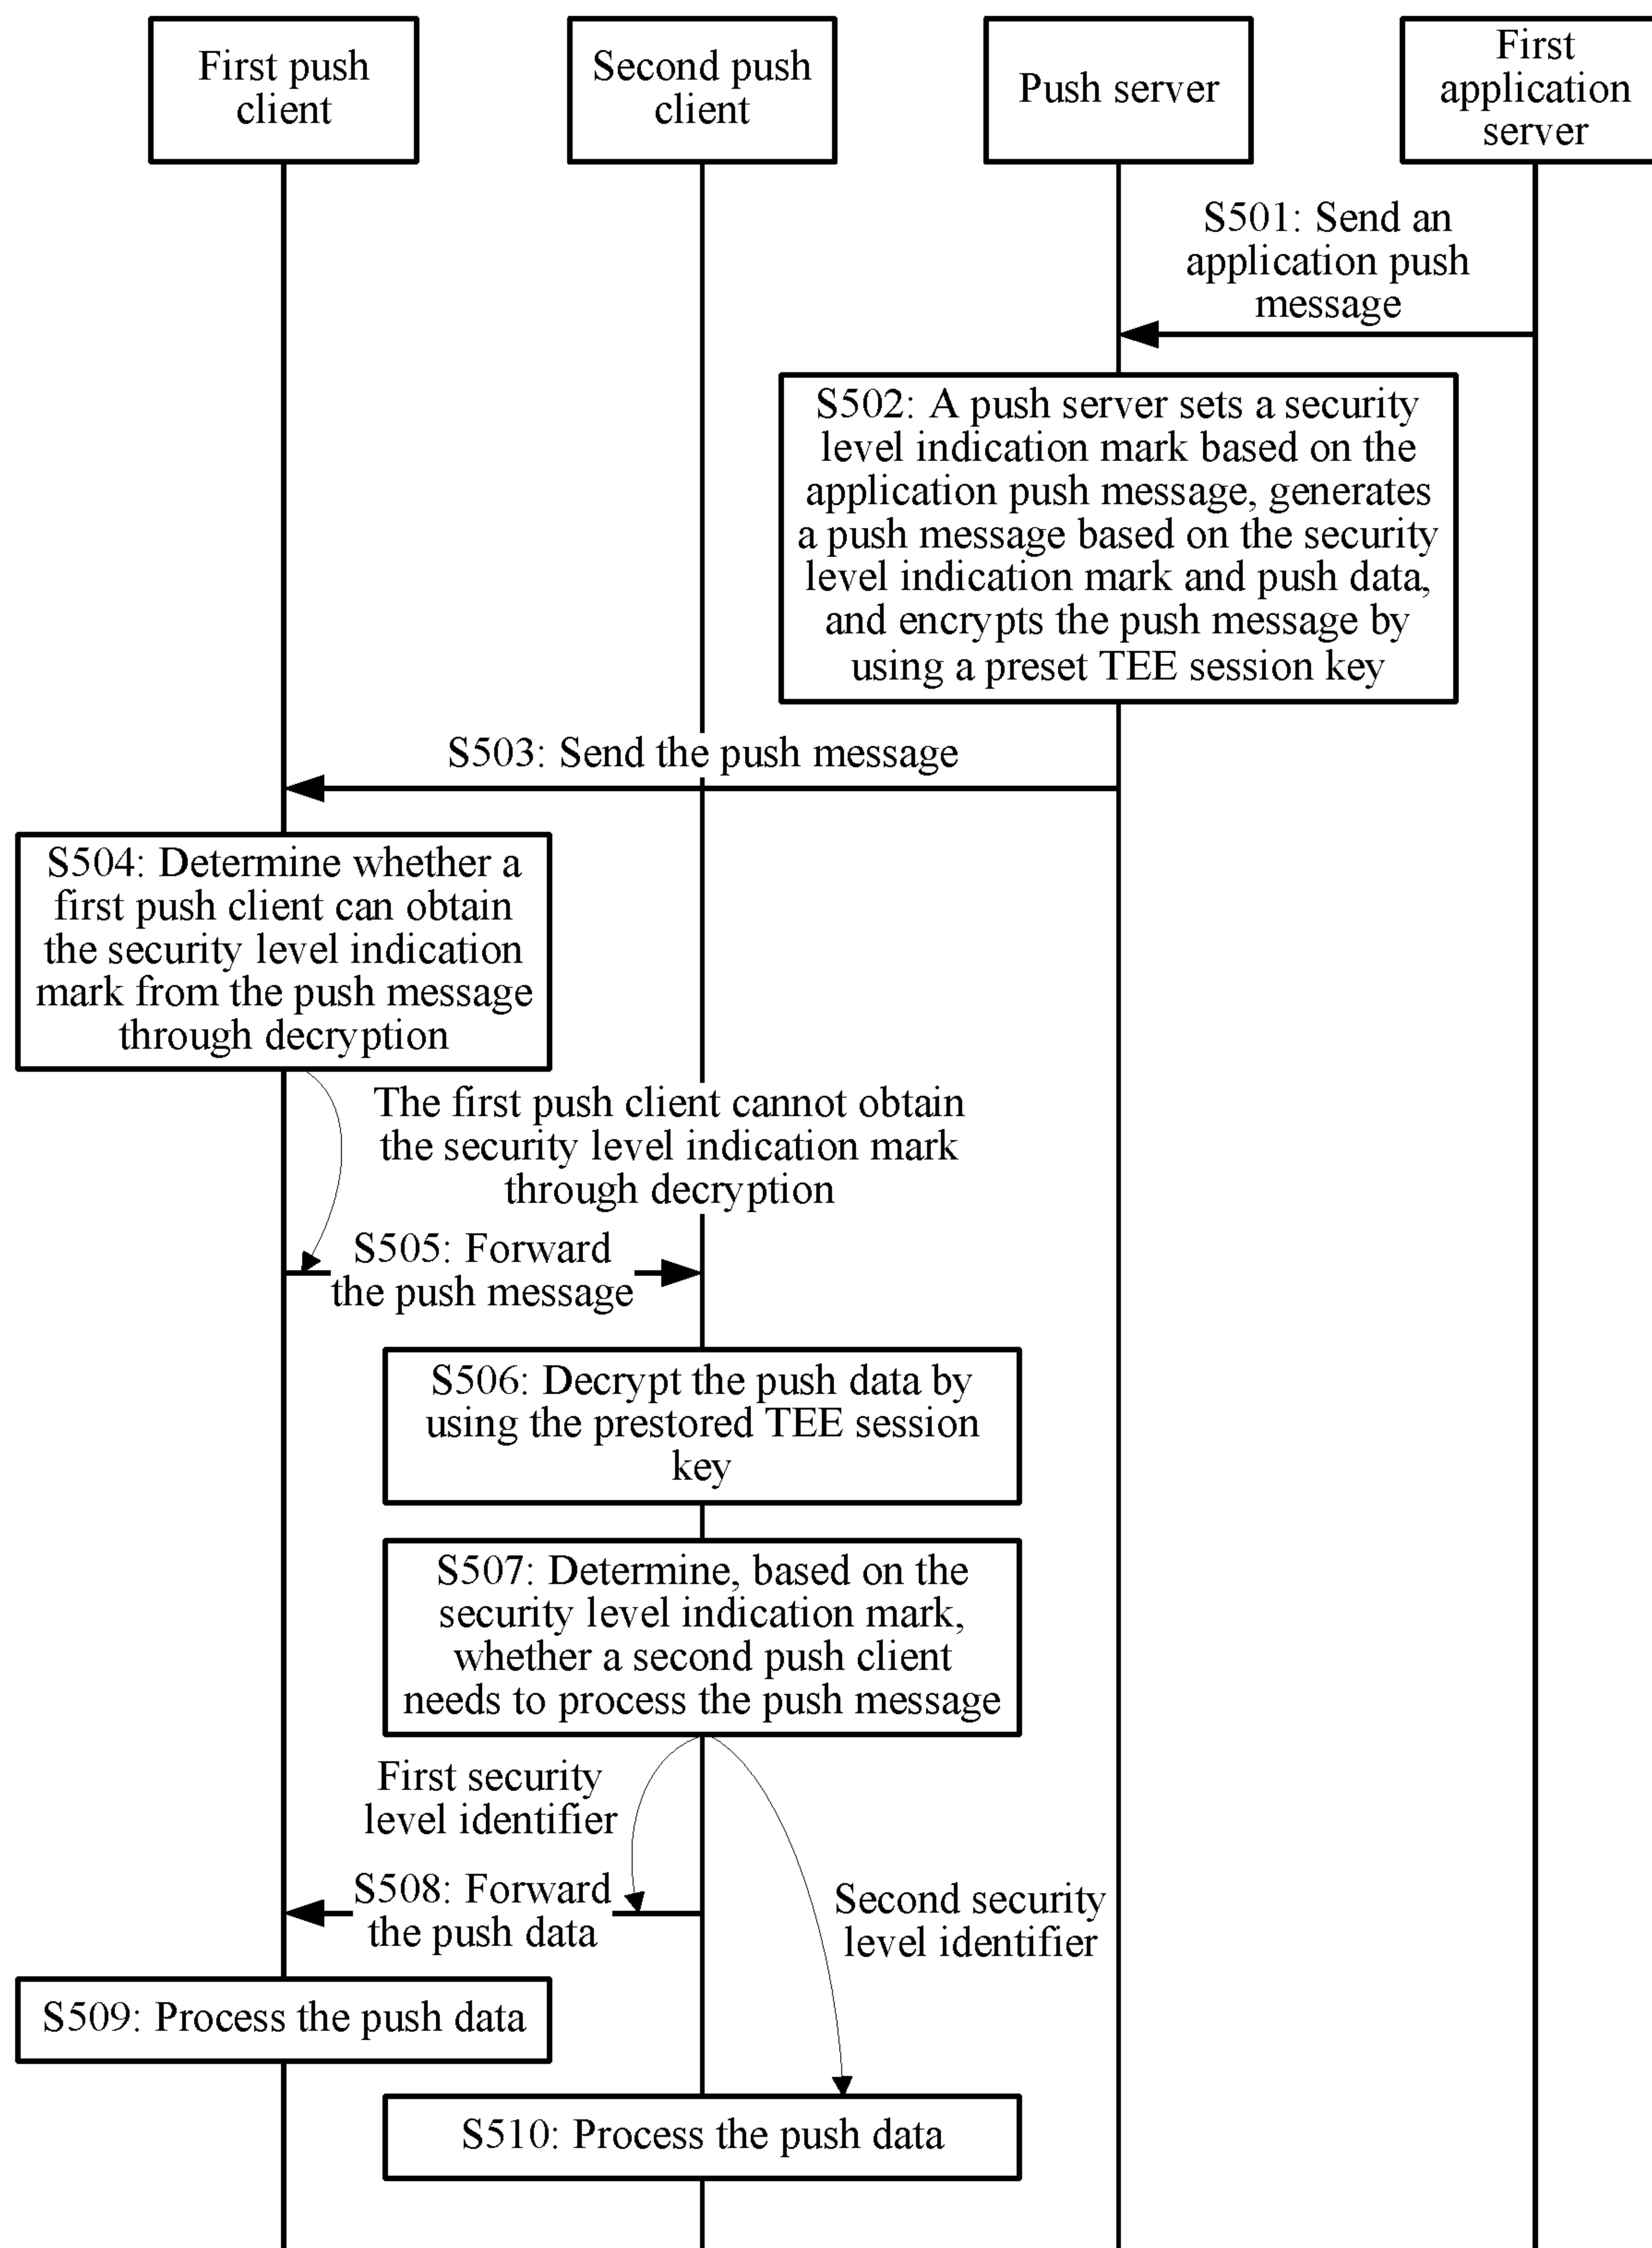 First push
client
Second push
client
Push server
First
application
server
S501: Send an
application push
message
S502: A push server sets a security
level indication mark based on the
application push message, generates
a push message based on the security
level indication mark and push data,
and encrypts the push message by
using a preset TEE session key
S503: Send the push message
S504: Determine whether a
first push client can obtain
the security level indication
mark from the push message
through decryption
The first push client cannot obtain
the security level indication mark
through decryption
S505: Forward
the push message
S506: Decrypt the push data by
using the prestored TEE session
key
S507: Determine, based on the
security level indication mark,
whether a second push client
needs to process the push message
First security
level identifier
S508: Forward
the push data
Second security
level identifier
S509: Process the push data
S510: Process the push data